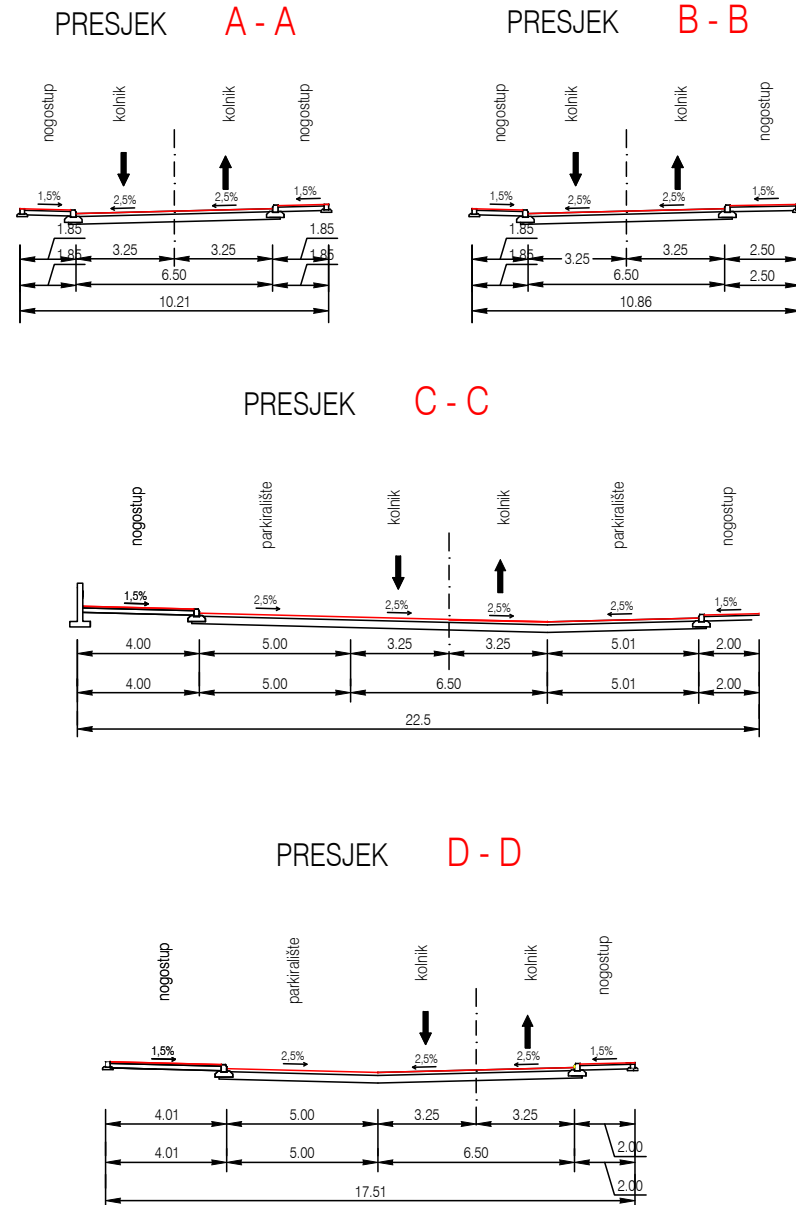 PRESJEK A - A
nogostup kolnik kolnik nogostup
1,5% 2,5% 2,5% 1,5%
1.85 3.25 3.25 1.85
1.85 6.50 1.85
10.21
PRESJEK B - B
nogostup kolnik kolnik nogostup
1,5% 2,5% 2,5% 1,5%
1.85 3.25 3.25 2.50
1.85 6.50 2.50
10.86
PRESJEK C - C
nogostup parkiralište kolnik kolnik parkiralište nogostup
1,5% 2,5% 2,5% 2,5% 2,5% 1,5%
4.00 5.00 3.25 3.25 5.01 2.00
4.00 5.00 6.50 5.01 2.00
22.5
PRESJEK D - D
nogostup parkiralište kolnik kolnik nogostup
1,5% 2,5% 2,5% 2,5% 1,5%
4.01 5.00 3.25 3.25 2.00
4.01 5.00 6.50 2.00
17.51